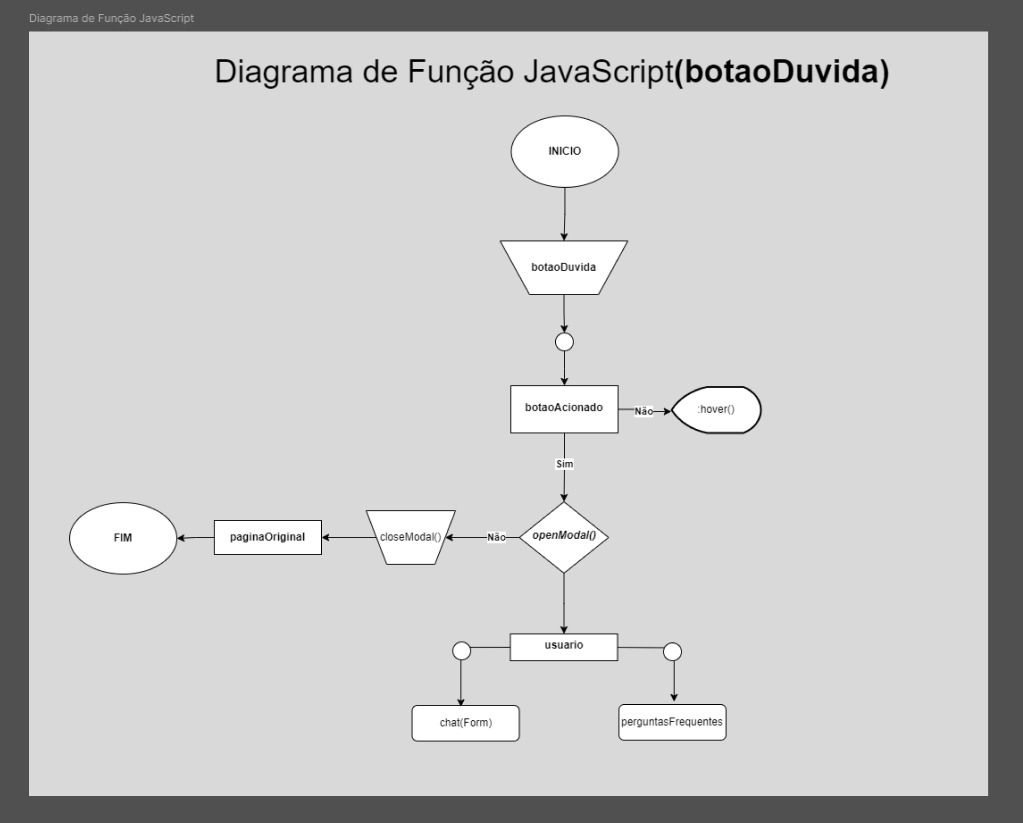 Diagrama de Função JavaScript
Diagrama de Função JavaScript(botaoDuvida)
INICIO
botaoDuvida
botaoAcionado
Não
:hover()
Sim
FIM
paginaOriginal
closeModal()
Não
openModal()
usuario
chat(Form)
perguntasFrequentes